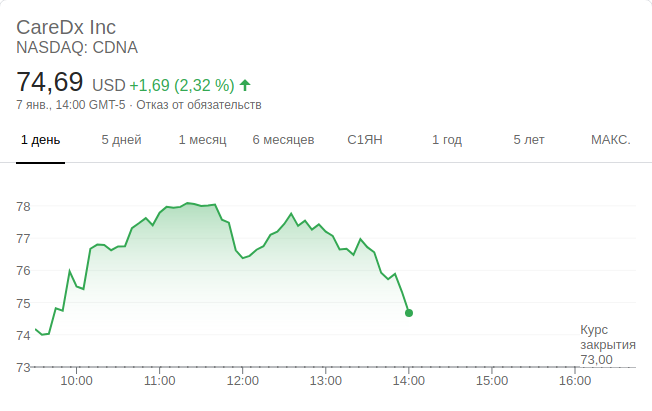 CareDx Inc
NASDAQ: CDNA
74,69 USD +1,69 (2,32 %)
7 янв., 14:00 GMT-5 · Отказ от обязательств
1 день 5 дней 1 месяц 6 месяцев С1ЯН 1 год 5 лет МАКС.
78
77
76
75
74
73
Курс
закрытия
73,00
10:00 11:00 12:00 13:00 14:00 15:00 16:00